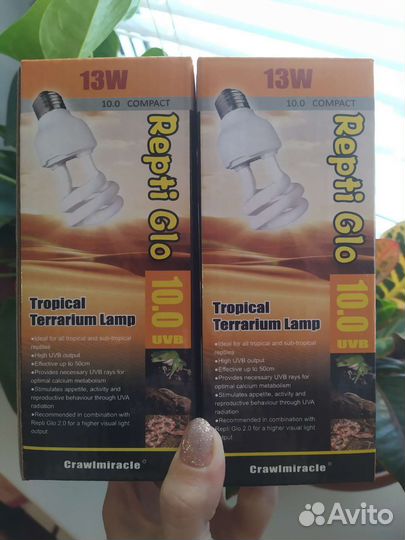 13W
10.0 COMPACT
Repti Glo
10.0
UVB
Tropical
Terrarium Lamp
•Ideal for all tropical and sub-tropical
reptiles
•High UVB output
•Effective up to 50cm
•Provides necessary UVB rays for
optimal calcium metabolism
•Stimulates appetite, activity and
reproductive behaviour through UVA
radiation
•Recommended in combination with
Repti Glo 2.0 for a higher visual light
output
Crawlmiracle
13W
10.0 COMPACT
Repti Glo
10.0
UVB
Tropical
Terrarium Lamp
•Ideal for all tropical and sub-tropical
reptiles
•High UVB output
•Effective up to 50cm
•Provides necessary UVB rays for
optimal calcium metabolism
•Stimulates appetite, activity and
reproductive behaviour through UVA
radiation
•Recommended in combination with
Repti Glo 2.0 for a higher visual light
output
Crawlmiracle
Avito